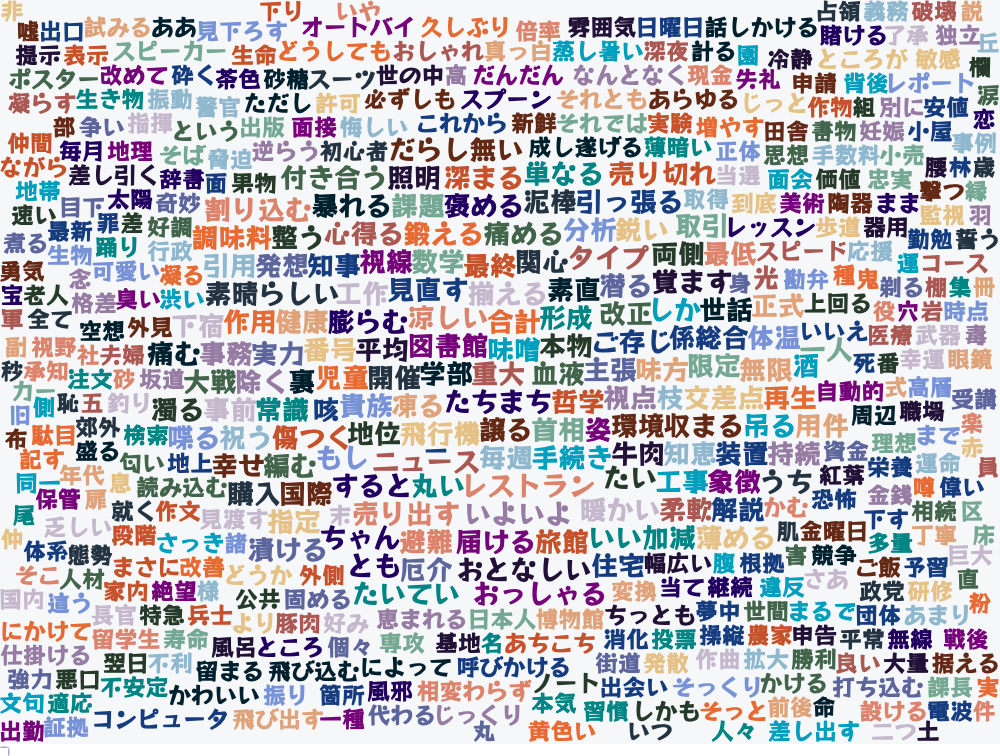 非 下り いや 占領 義務 破壊 説
嘘 出口 試みる ああ 見下ろす オートバイ 久しぶり 倍率 雰囲気 日曜日 話しかける 賭ける 了承 独立 丘
提示 表示 スピーカー 生命 どうしても おしゃれ 真っ白 蒸し暑い 深夜 計る 園 冷静 ところが 敏感 欄
ポスター 改めて 砕く 茶色 砂糖 スーツ 世の中 高 だんだん なんとなく 現金 失礼 申請 背後 レポート 涙
凝らす 生き物 振動 警官 ただし 許可 必ずしも スプーン それとも あらゆる じっと 作物 組 別に 安値 恋
部 争い 指揮 という 出版 面接 悔しい これから 新鮮 それでは 実験 増やす 田舎 書物 妊娠 小屋 事例
仲間 毎月 地理 そば 脅迫 逆らう 初心者 だらし無い 成し遂げる 薄暗い 正体 思想 手数料 小売 腰 林 歳
ながら 差し引く 辞書 面 果物 付き合う 照明 深まる 単なる 売り切れ 当選 面会 価値 忠実 撃つ 縁
地帯 目下 太陽 奇妙 割り込む 暴れる 課題 褒める 泥棒 引っ張る 取得 到底 美術 陶器 まま 監視 羽
速い 最新 罪 差 好調 調味料 整う 心得る 鍛える 痛める 分析 鋭い 取引 レッスン 歩道 器用 勤勉 誓う
煮る 生物 踊り 行政 引用 発想 知事 視線 数学 最終 関心 タイプ 両側 最低 スピード 応援 運 コース
勇気 念 可愛い 凝る 素晴らしい 工作 見直す 揃える 素直 潜る 覚ます 身 光 勘弁 種 鬼 剃る 棚 集 冊
宝 老人 格差 臭い 渋い 下宿 作用 健康 膨らむ 涼しい 合計 形成 改正 しか 世話 正式 上回る 役 穴 岩 時点
軍 全て 空想 外見 事務 実力 番号 平均 図書館 味噌 本物 ご存じ 係 総合 体温 いいえ 医療 武器 毒
副 視野 社 夫婦 痛む 裏 児童 開催 学部 重大 血液 主張 味方 限定 無限 酒 一人 死 番 幸運 眼鏡
秒 承知 注文 砂 坂道 大戦 除く 咳 貴族 凍る たちまち 哲学 視点 枝 交差点 再生 自動的 式 高層 受講
力 旧 側 恥 五 釣り 濁る 事前 常識 地位 飛行機 譲る 首相 姿 環境 収まる 吊る 用件 周辺 職場 楽
布 駄目 郊外 検索 喋る 祝う 傷つく もし ニュース 毎週 手続き 牛肉 知恵 装置 持続 資金 理想 まで 赤
記す 盛る 匂い 地上 幸せ 編む すると 丸い レストラン たい 工事 象徴 うち 紅葉 栄養 運命 員
同一 年代 扉 息 読み込む 購入 国際 売り出す いよいよ 暖かい 柔軟 解説 かむ 恐怖 金銭 噂 偉い
尾 保管 就く 作文 見渡す 指定 末 ちゃん 避難 届ける 旅館 いい 加減 薄める 肌 金曜日 下す 相続 区
仲 乏しい 段階 さっき 諸 漬ける とも 厄介 おとなしい 住宅 幅広い 腹 根拠 害 競争 多量 丁寧 床
体系 態勢 まさに 改善 どうか 外側 たいてい おっしゃる 変換 当て 継続 違反 さあ ご飯 予習 巨大
そこ 人材 家内 絶望 様 公共 固める 恵まれる 日本人 博物館 ちっとも 夢中 世間 まるで 政党 研修 直
国内 違う 長官 特急 兵士 より 豚肉 好み 専攻 基地 名 あちこち 消化 投票 操縦 農家 申告 団体 あまり 粉
にかけて 留学生 寿命 風呂 ところ 個々 によって 呼びかける 街道 発散 作曲 拡大 勝利 平常 無線 戦後
仕掛ける 翌日 不利 留まる 飛び込む 相変わらず ノート 出会い そっくり かける 良い 大量 据える
強力 悪口 不安定 かわいい 振り 箇所 風邪 代わる じっくり 本気 習慣 しかも そっと 前後 命 打ち込む 課長 実
文句 適応 コンピュータ 飛び出す 一種 丸 黄色い いつ 人々 差し出す 設ける 電波 件
出勤 証拠 二つ 土